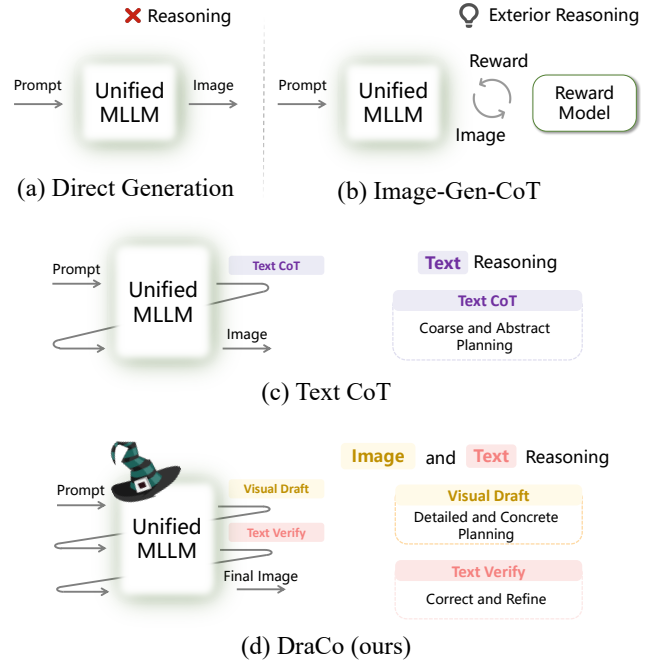 Reasoning
Prompt
Unified
MLLM
Image
(a) Direct Generation
Exterior Reasoning
Prompt
Unified
MLLM
Reward
Image
Reward
Model
(b) Image-Gen-CoT
Prompt
Unified
MLLM
Text CoT
Image
Text Reasoning
Text CoT
Coarse and Abstract
Planning
(c) Text CoT
Prompt
Unified
MLLM
Visual Draft
Text Verify
Final Image
Image and Text Reasoning
Visual Draft
Detailed and Concrete
Planning
Text Verify
Correct and Refine
(d) DraCo (ours)